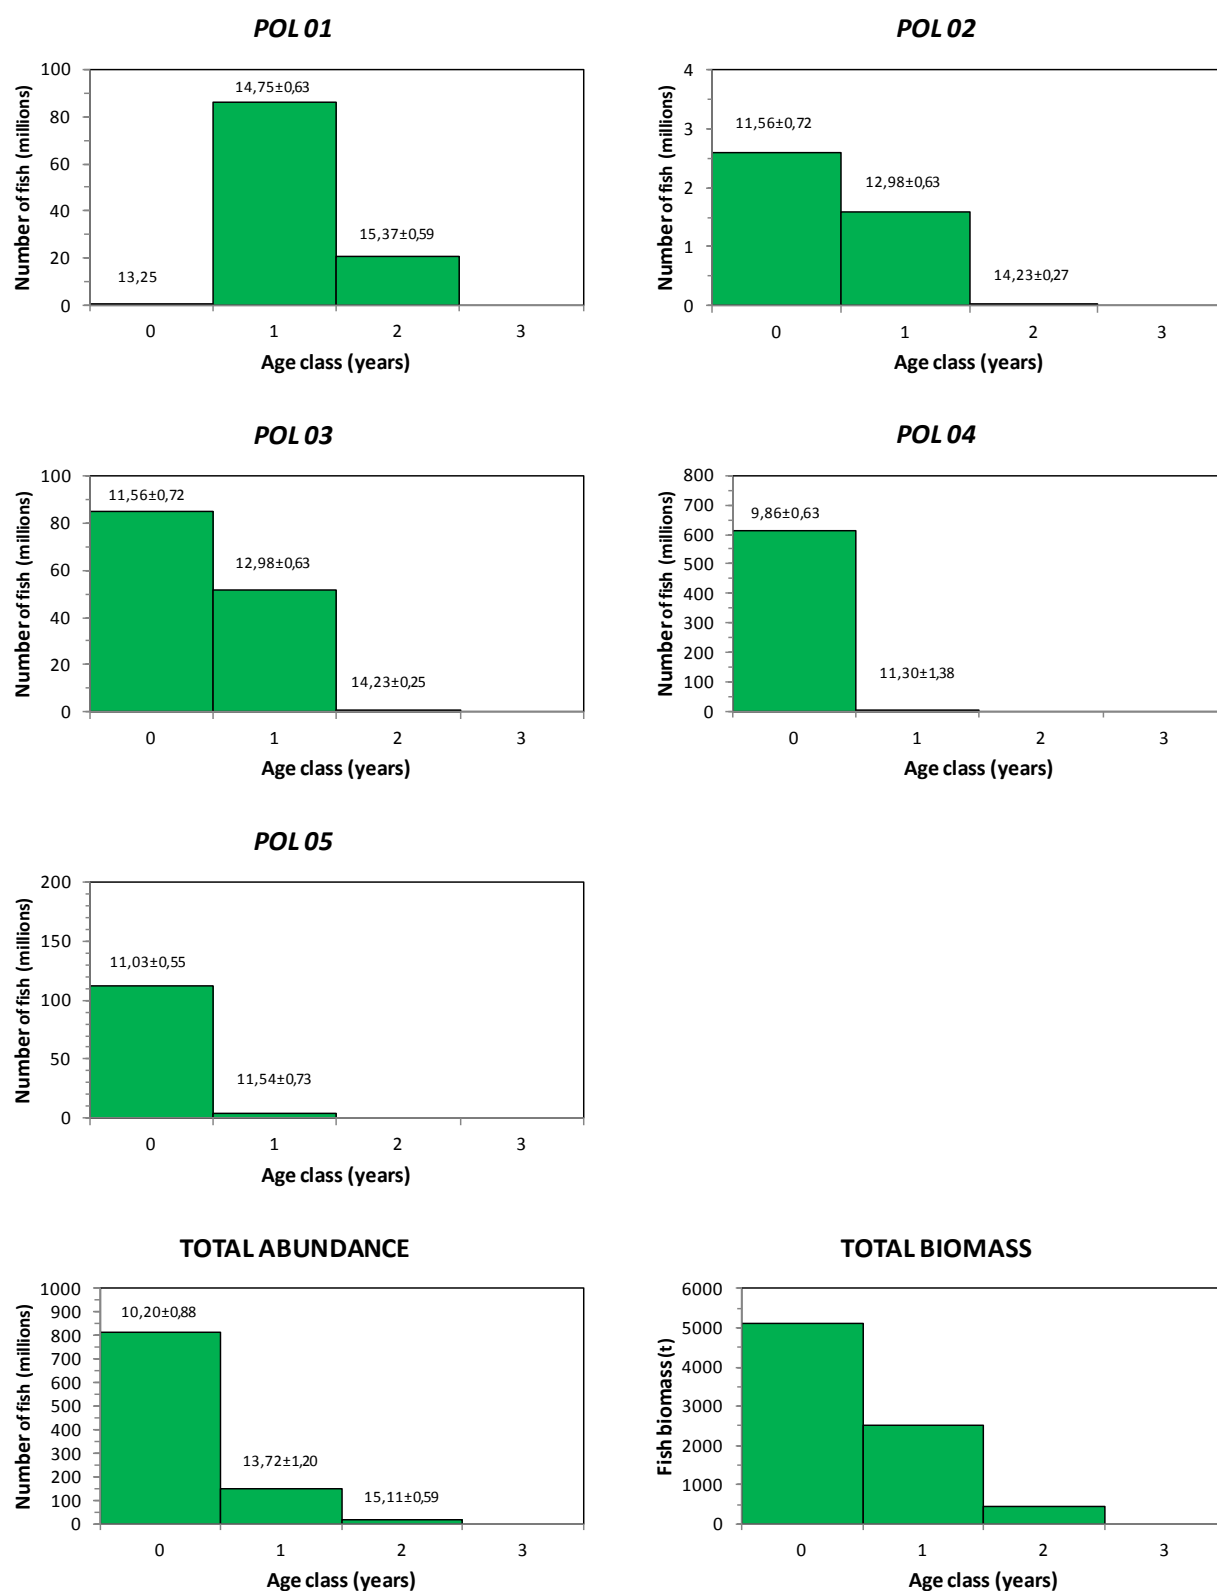 POL 01
Number of fish (millions)
100
80
60
40
20
0
13,25
14,75±0,63
15,37±0,59
0 1 2 3
Age class (years)
POL 02
Number of fish (millions)
4
3
2
1
0
11,56±0,72
12,98±0,63
14,23±0,27
0 1 2 3
Age class (years)
POL 03
Number of fish (millions)
100
80
60
40
20
0
11,56±0,72
12,98±0,63
14,23±0,25
0 1 2 3
Age class (years)
POL 04
Number of fish (millions)
800
700
600
500
400
300
200
100
0
9,86±0,63
11,30±1,38
0 1 2 3
Age class (years)
POL 05
Number of fish (millions)
200
150
100
50
0
11,03±0,55
11,54±0,73
0 1 2 3
Age class (years)
TOTAL ABUNDANCE
Number of fish (millions)
1000
900
800
700
600
500
400
300
200
100
0
10,20±0,88
13,72±1,20
15,11±0,59
0 1 2 3
Age class (years)
TOTAL BIOMASS
Fish biomass (t)
6000
5000
4000
3000
2000
1000
0
0 1 2 3
Age class (years)